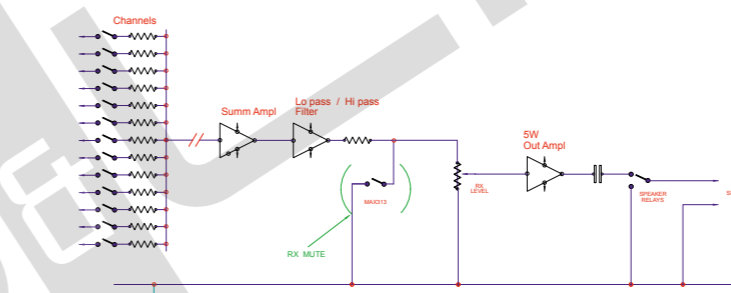 Channels
Summ Ampl
Lo pass / Hi pass
Filter
5W
Out Ampl
MAX313
RX
LEVEL
SPEAKER
RELAYS
S
RX MUTE